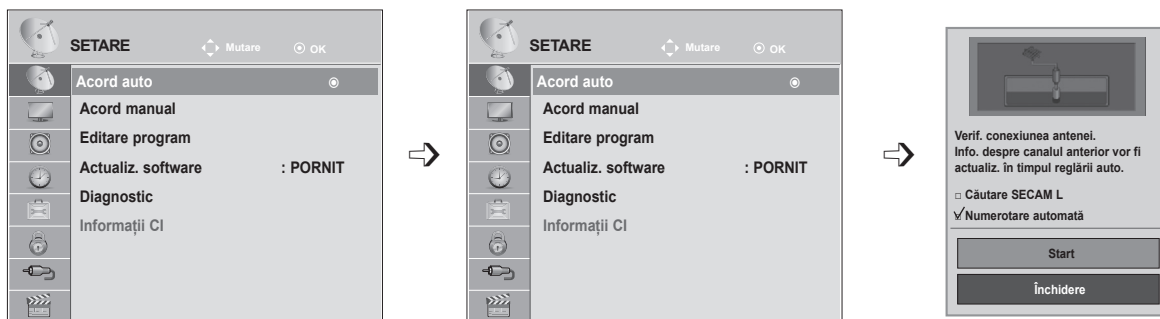 SETARE Mutare OK
Acord auto
Acord manual
Editare program
Actualiz. software : PORNIT
Diagnostic
Informații CI
SETARE Mutare OK
Acord auto
Acord manual
Editare program
Actualiz. software : PORNIT
Diagnostic
Informații CI
Verif. conexiunea antenei.
Info. despre canalul anterior vor fi
actualiz. în timpul reglării auto.
Căutare SECAM L
Numerotare automată
Start
Închidere